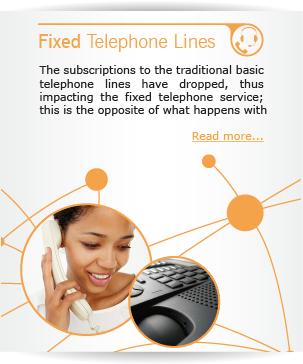 Fixed Telephone Lines
The subscriptions to the traditional basic
telephone lines have dropped, thus
impacting the fixed telephone service;
this is the opposite of what happens with
Read more...